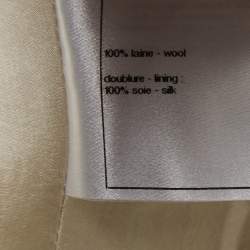 100% laine - wool
doublure - lining :
100% soie - silk